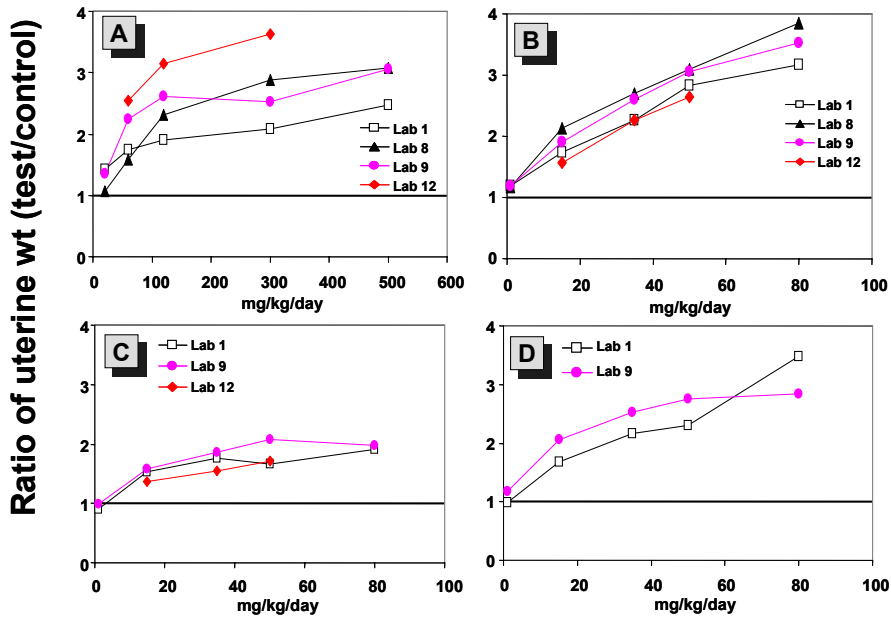 Ratio of uterine wt (test/control)
A
4
3
2
1
0
Lab 1
Lab 8
Lab 9
Lab 12
0 100 200 300 400 500 600
mg/kg/day
B
4
3
2
1
0
Lab 1
Lab 8
Lab 9
Lab 12
0 20 40 60 80 100
mg/kg/day
C
4
3
2
1
0
Lab 1
Lab 9
Lab 12
0 20 40 60 80 100
mg/kg/day
D
4
3
2
1
0
Lab 1
Lab 9
0 20 40 60 80 100
mg/kg/day